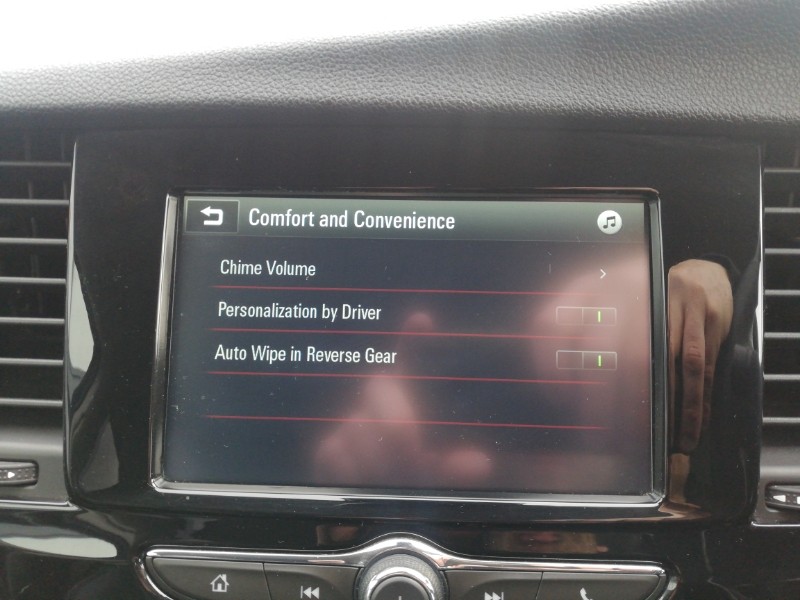 Comfort and Convenience
Chime Volume
Personalization by Driver
Auto Wipe in Reverse Gear